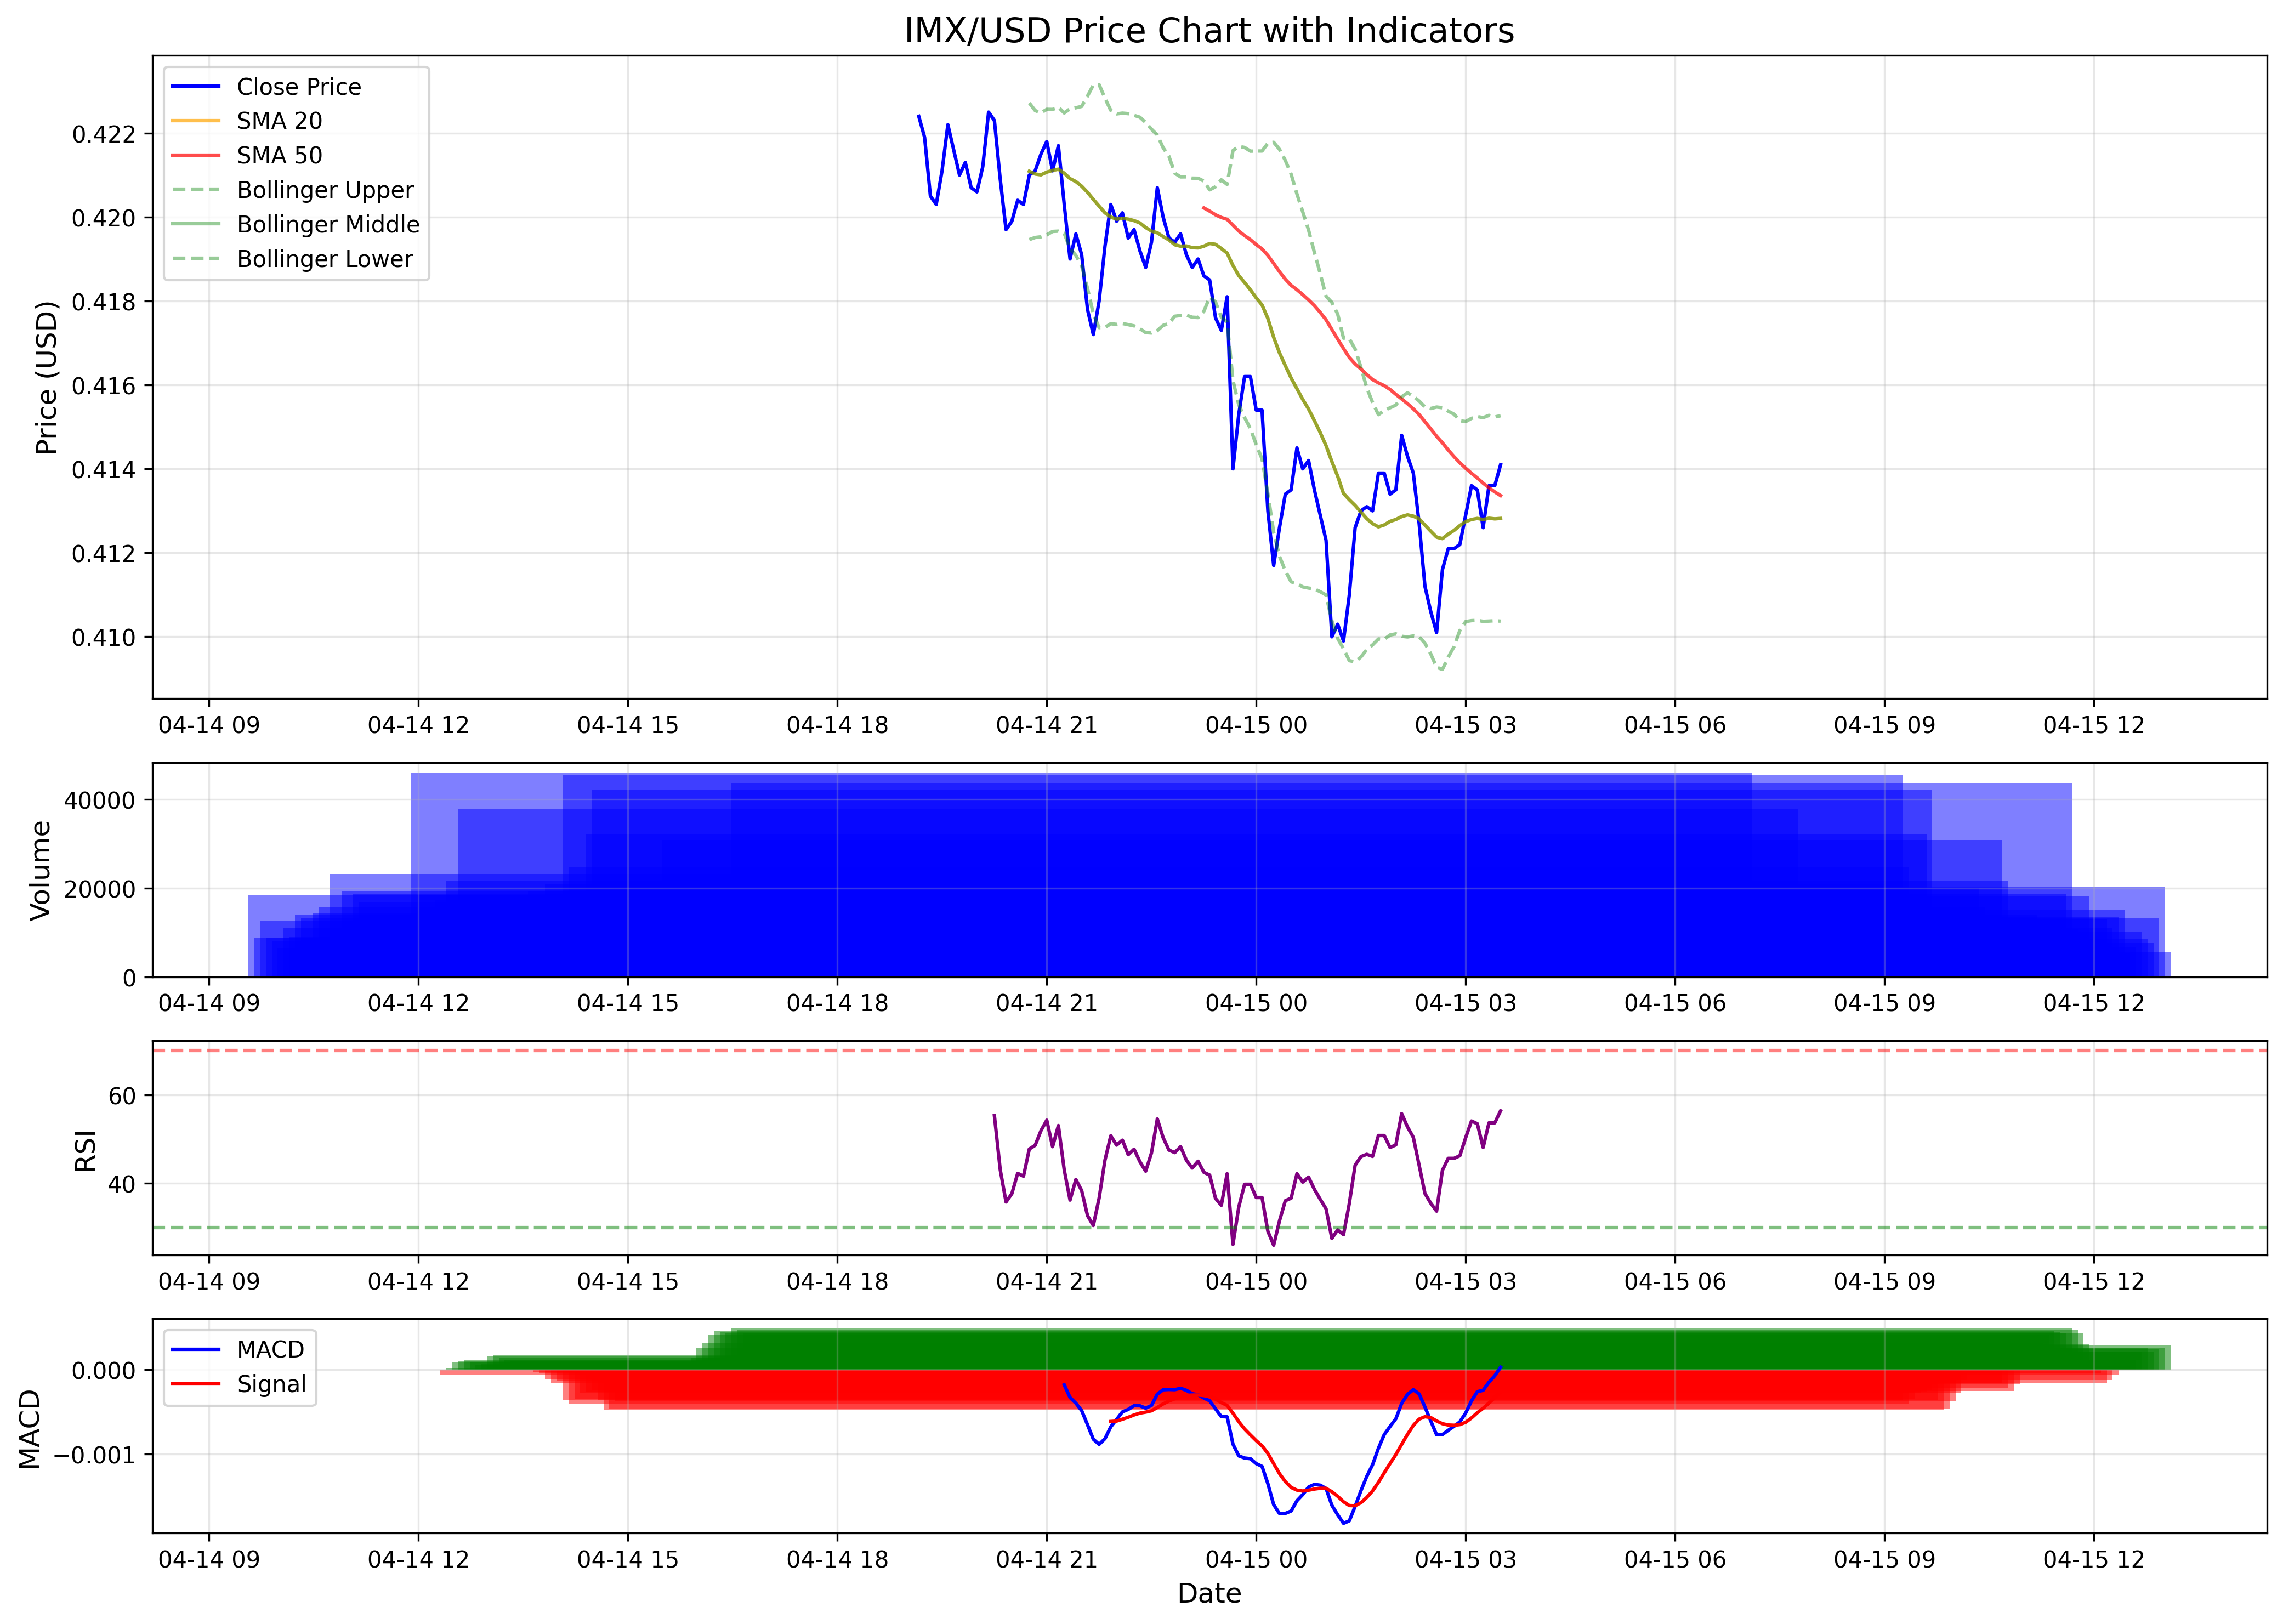 IMX/USD Price Chart with Indicators
Close Price
SMA 20
SMA 50
Bollinger Upper
Bollinger Middle
Bollinger Lower
Price (USD)
0.422
0.420
0.418
0.416
0.414
0.412
0.410
04-14 09 04-14 12 04-14 15 04-14 18 04-14 21 04-15 00 04-15 03 04-15 06 04-15 09 04-15 12
Volume
40000
20000
0
04-14 09 04-14 12 04-14 15 04-14 18 04-14 21 04-15 00 04-15 03 04-15 06 04-15 09 04-15 12
RSI
60
40
04-14 09 04-14 12 04-14 15 04-14 18 04-14 21 04-15 00 04-15 03 04-15 06 04-15 09 04-15 12
MACD
Signal
MACD
0.000
−0.001
04-14 09 04-14 12 04-14 15 04-14 18 04-14 21 04-15 00 04-15 03 04-15 06 04-15 09 04-15 12
Date